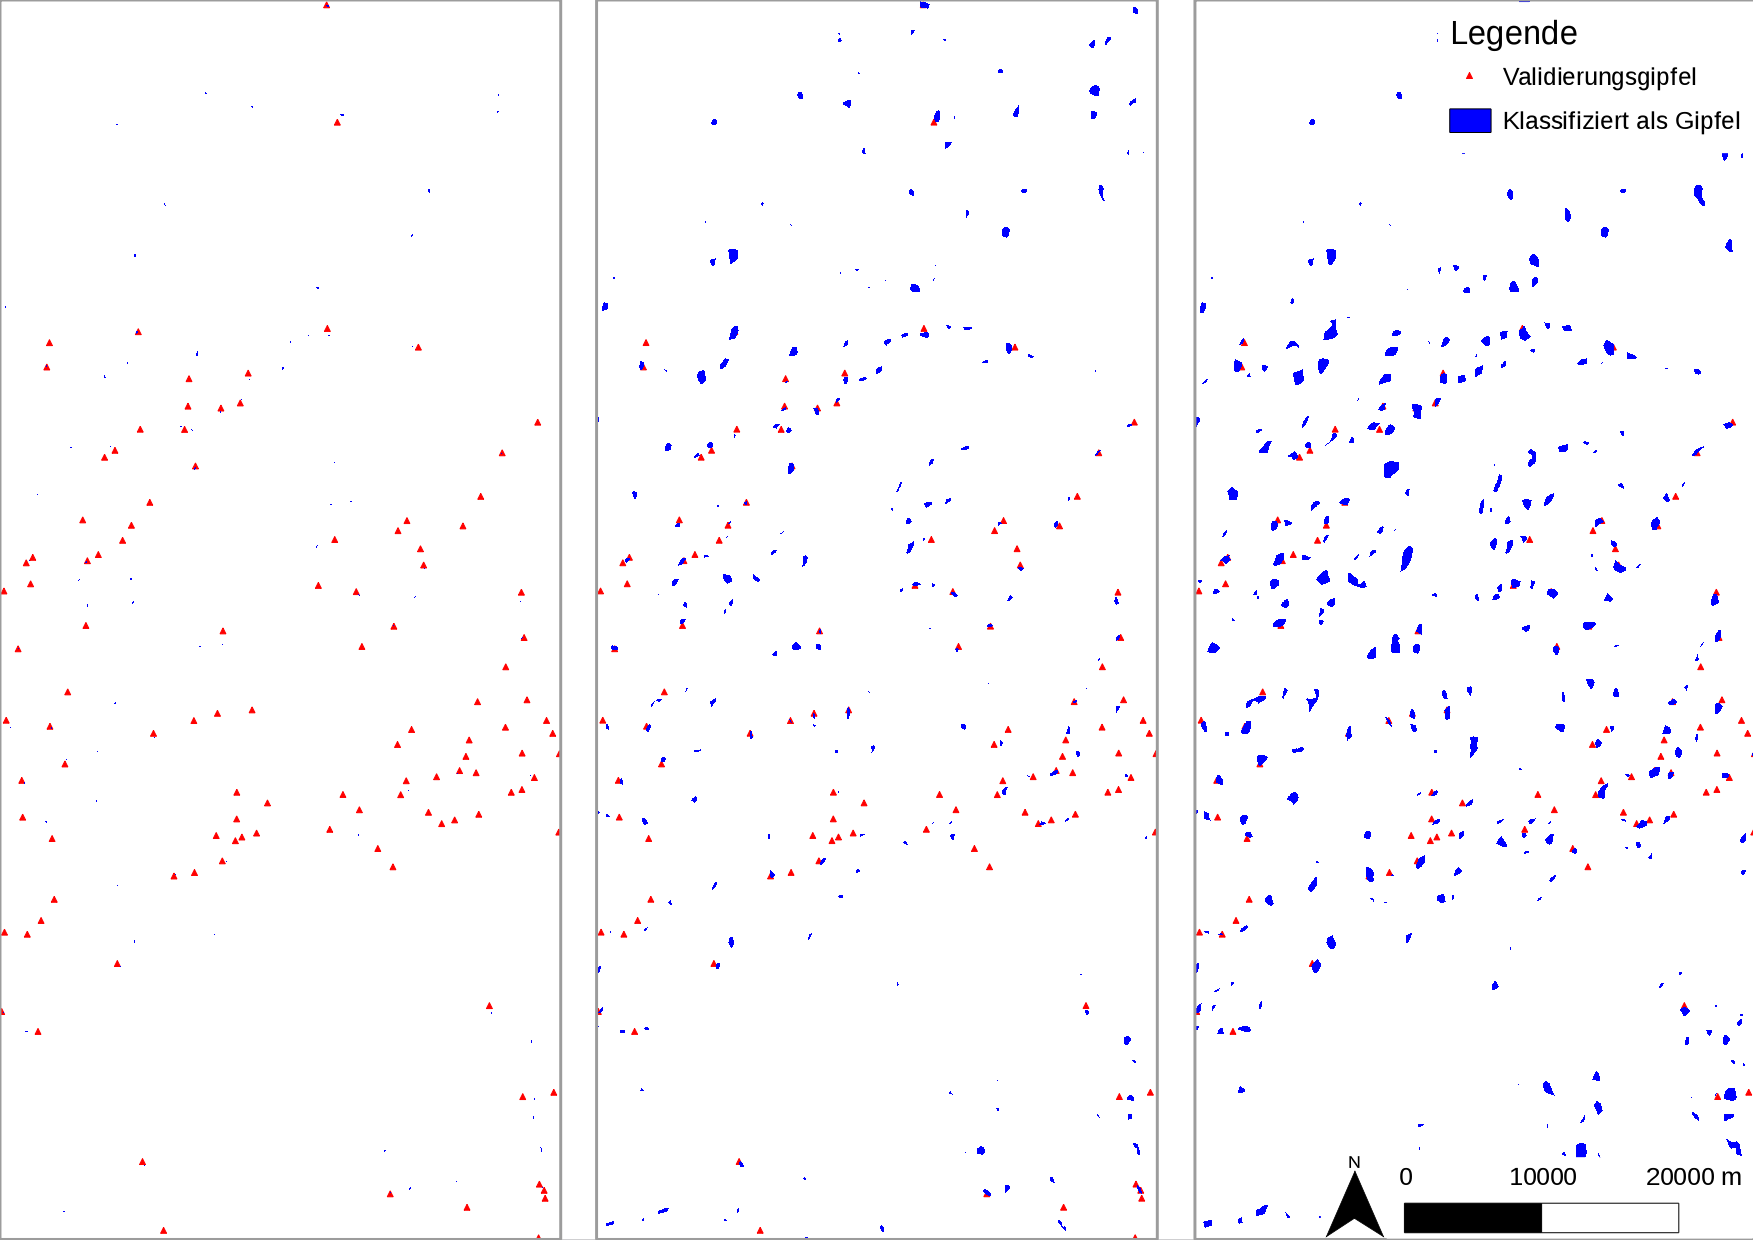 Legende
Validierungsgipfel
Klassifiziert als Gipfel
N
0 10000 20000 m